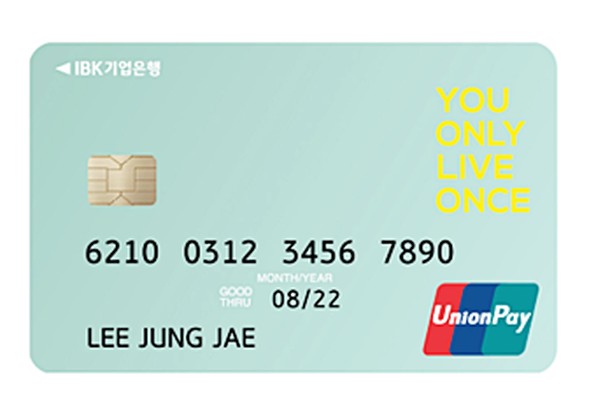 IBK기업은행
YOU
ONLY
LIVE
ONCE
6210 0312 3456 7890
MONTH/YEAR
GOOD
THRU
08/22
LEE JUNG JAE
UnionPay